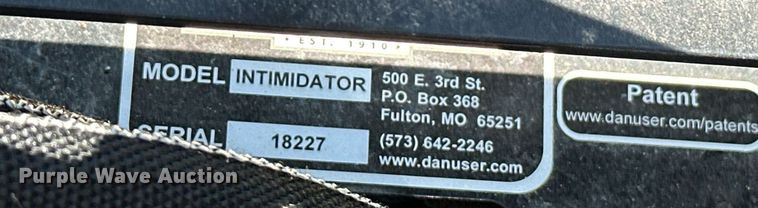 EST. 1910
MODEL INTIMIDATOR
500 E. 3rd St.
P.O. Box 368
Fulton, MO 65251
SERIAL 18227
(573) 642-2246
www.danuser.com
Patent
www.danuser.com/patents
Purple Wave Auction